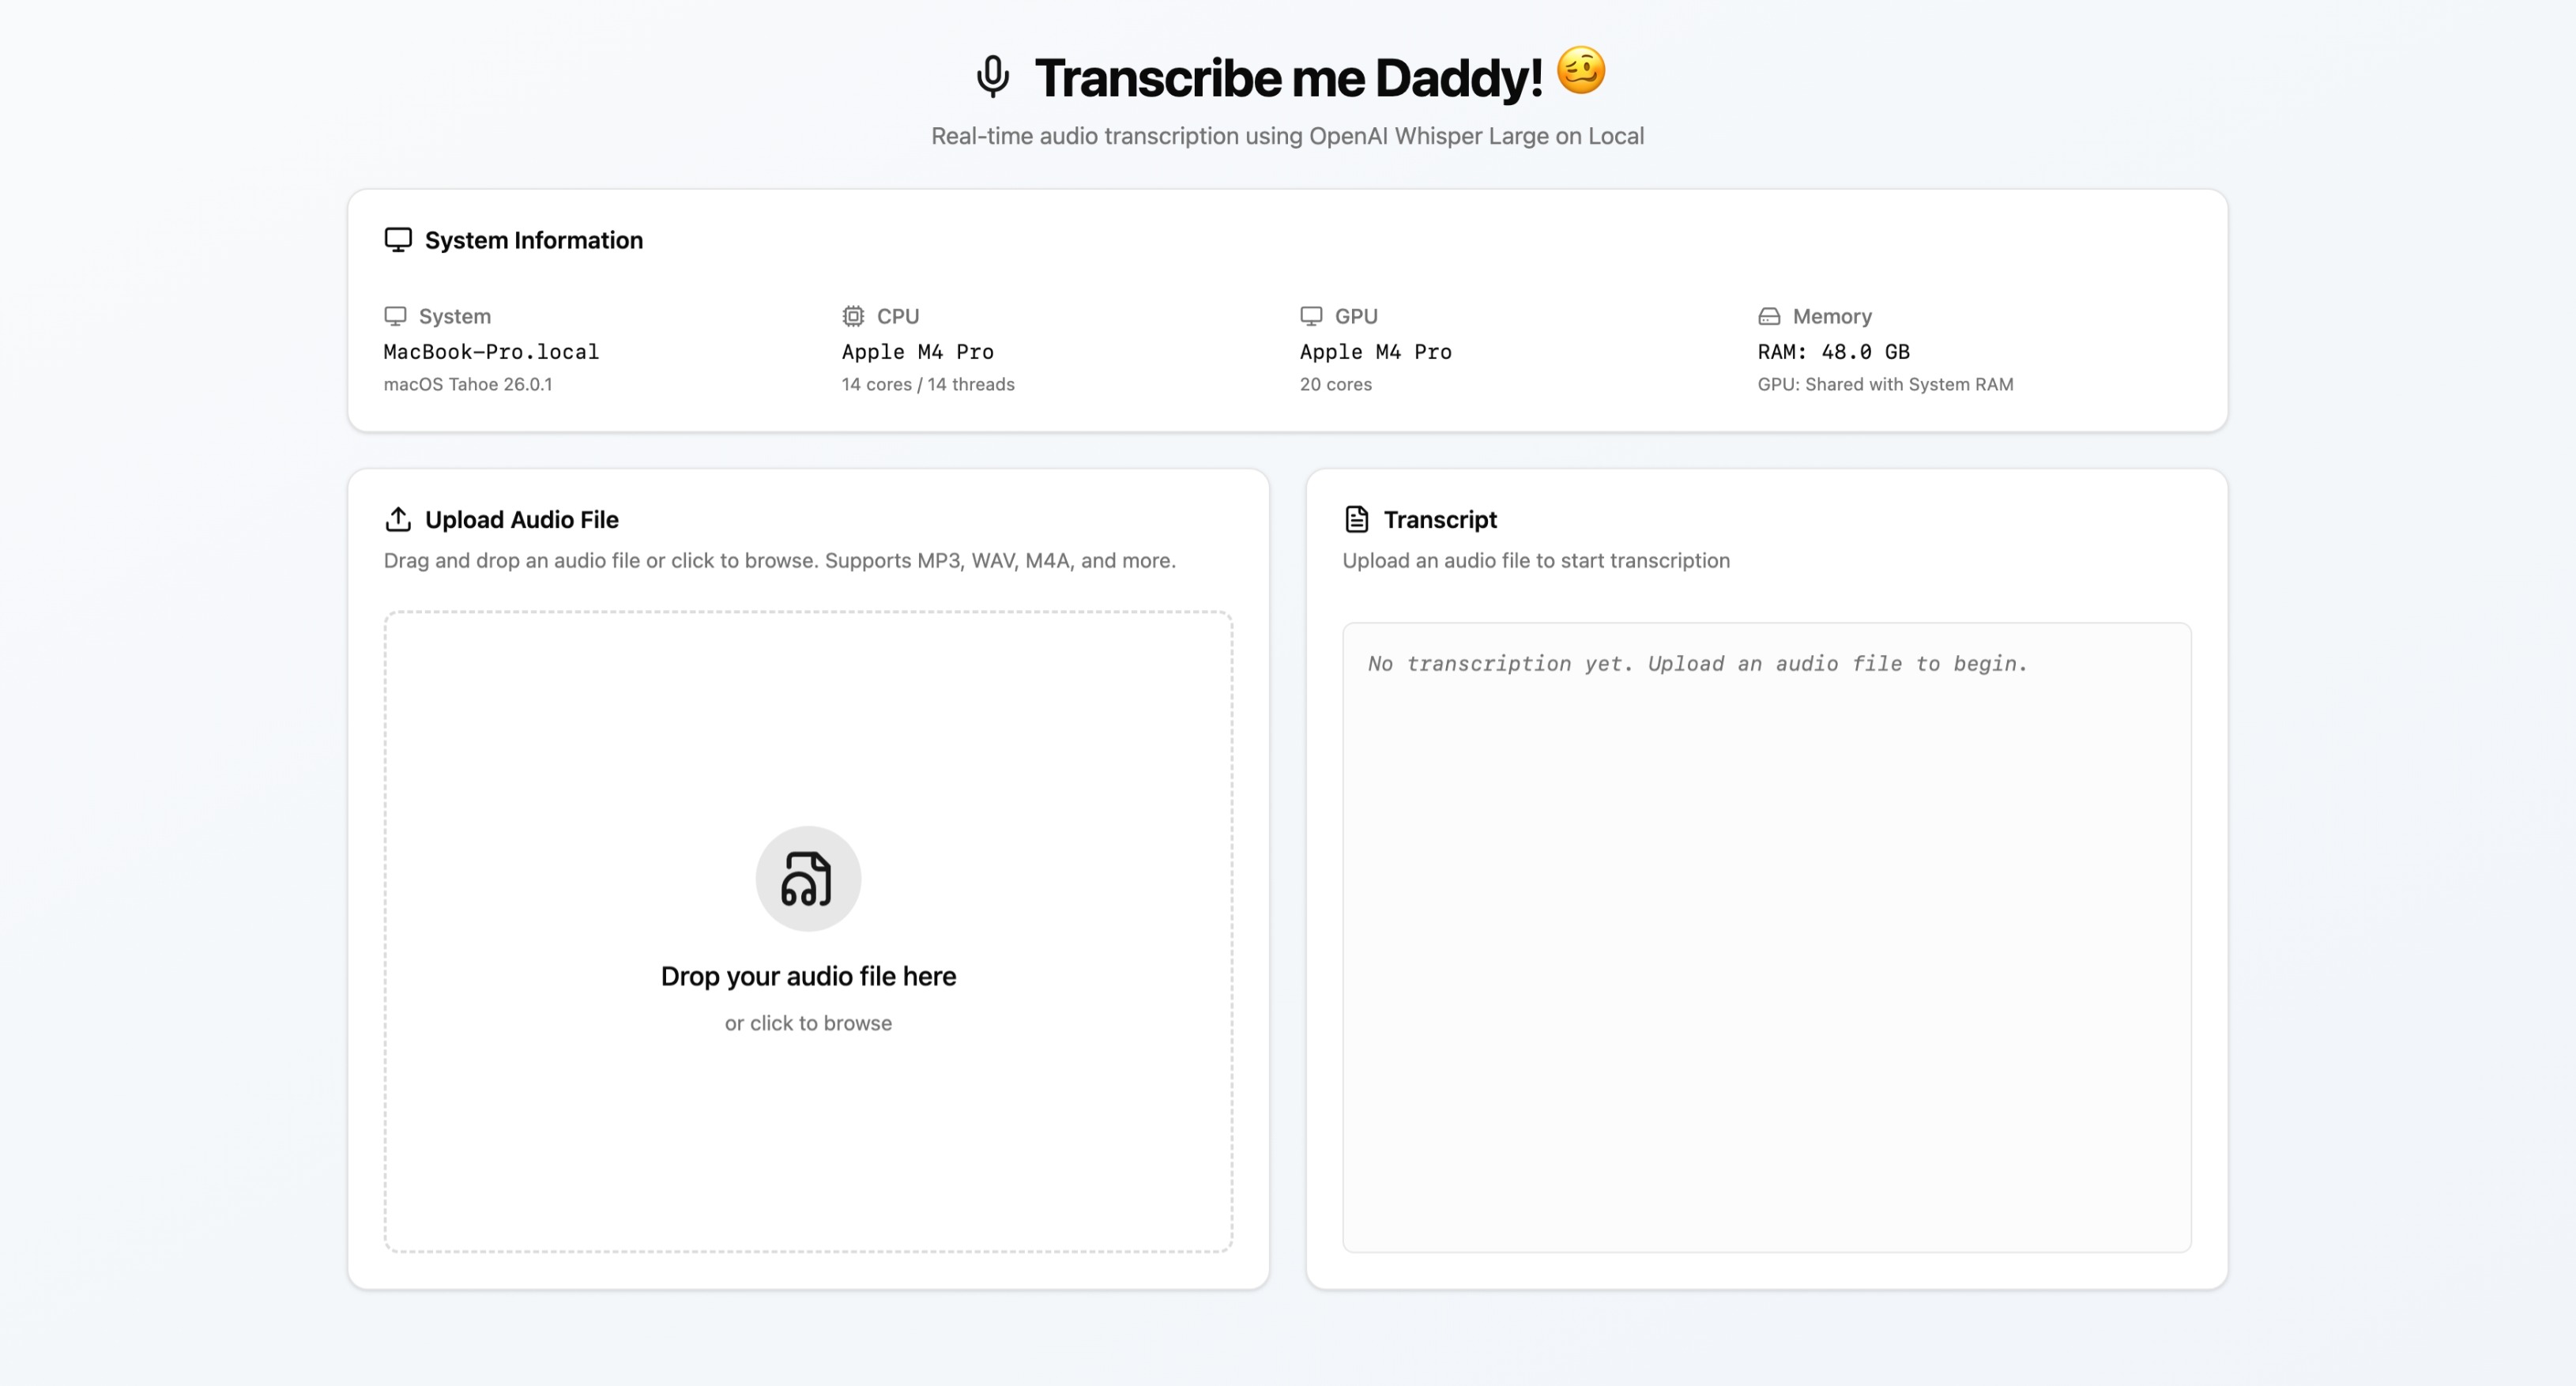 Transcribe me Daddy! 🥴
Real-time audio transcription using OpenAI Whisper Large on Local
System Information
System
MacBook-Pro.local
macOS Tahoe 26.0.1
CPU
Apple M4 Pro
14 cores / 14 threads
GPU
Apple M4 Pro
20 cores
Memory
RAM: 48.0 GB
GPU: Shared with System RAM
Upload Audio File
Drag and drop an audio file or click to browse. Supports MP3, WAV, M4A, and more.
Drop your audio file here
or click to browse
Transcript
Upload an audio file to start transcription
No transcription yet. Upload an audio file to begin.